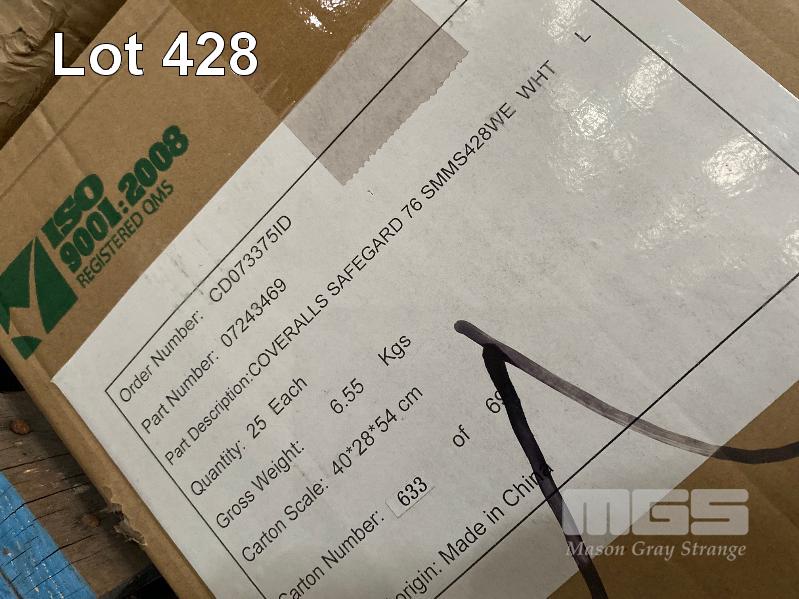 Lot 428
ISO
9001:2008
REGISTERED QMS
Order Number: CD073375ID
Part Number: 07243469
Part Description:COVERALLS SAFEGARD 76 SMMS428WE WHT L
Quantity: 25 Each
Gross Weight: 6.55 Kgs
Carton Scale: 40*28*54 cm
Carton Number: 633 of
origin: Made in China
MGS
Mason Gray Strange